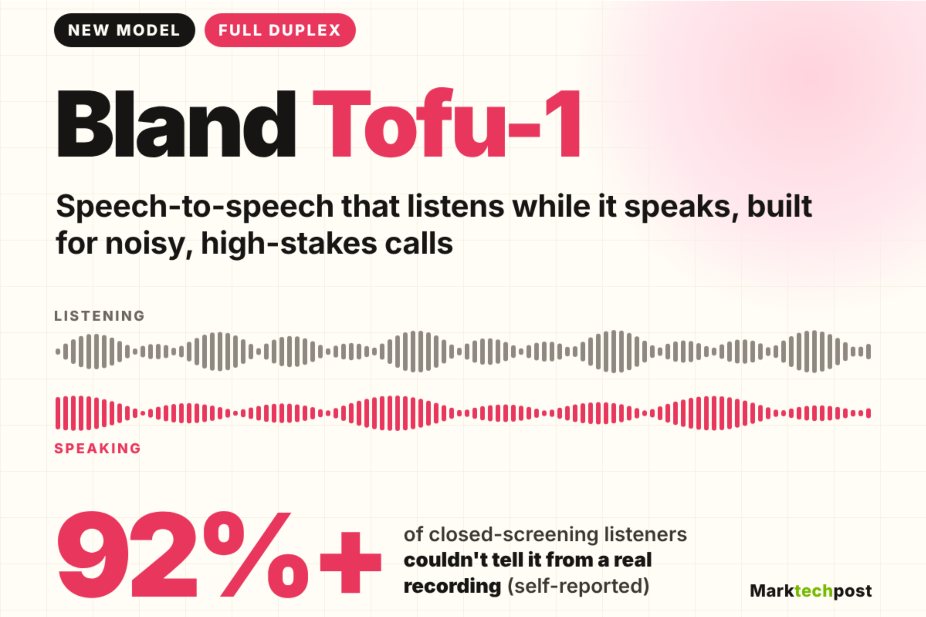 NEW MODEL
FULL DUPLEX
Bland Tofu-1
Speech-to-speech that listens while it speaks, built
for noisy, high-stakes calls
LISTENING
SPEAKING
92%+
of closed-screening listeners
couldn't tell it from a real
recording (self-reported)
Marktechpost